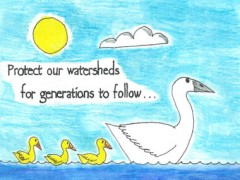 Protect our watersheds
for generations to follow...